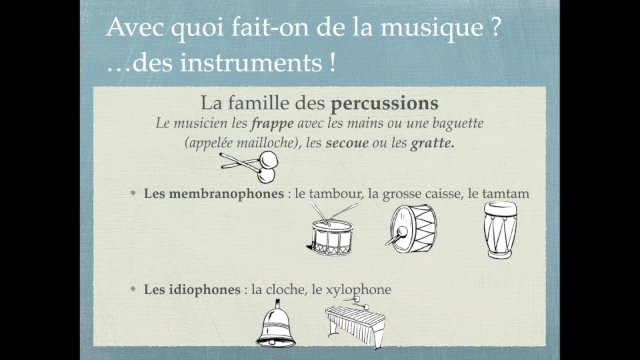 Avec quoi fait-on de la musique ?
…des instruments !
La famille des percussions
Le musicien les frappe avec les mains ou une baguette
(appelée mailloche), les secoue ou les gratte.
• Les membranophones : le tambour, la grosse caisse, le tamtam
• Les idiophones : la cloche, le xylophone